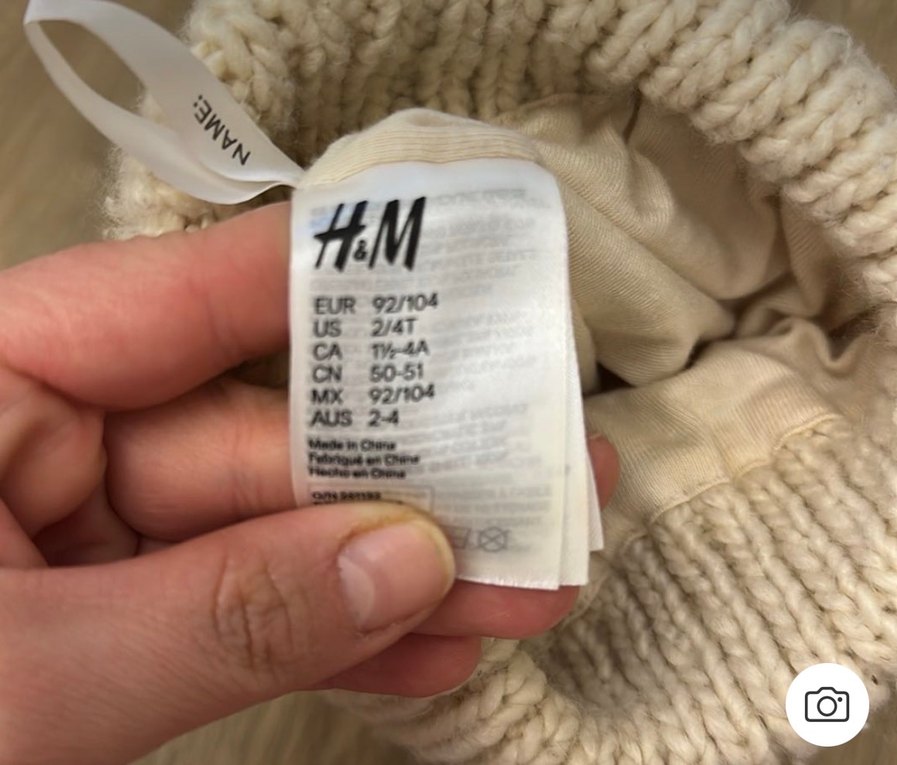 NAME:
H&M
EUR 92/104
US 2/4T
CA 1½-4A
CN 50-51
MX 92/104
AUS 2-4
Made in China
Fabriqué en Chine
Hecho en China